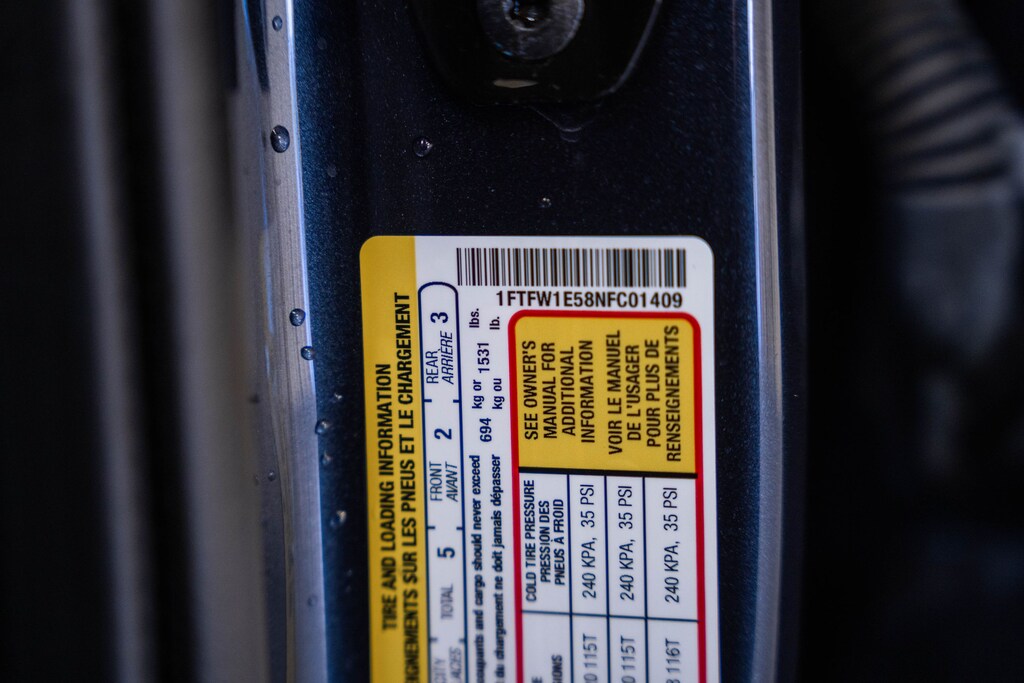 1FTFW1E58NFC01409
TIRE AND LOADING INFORMATION
SUR LES PNEUS ET LE CHARGEMENT
TOTAL 5 FRONT 2 REAR 3
AVANT ARRIÈRE
and cargo should never exceed 694 kg or 1531 lbs.
du chargement ne doit jamais dépasser kg ou lb.
COLD TIRE PRESSURE
PRESSION DES
PNEUS À FROID
115T 240 KPA, 35 PSI
115T 240 KPA, 35 PSI
116T 240 KPA, 35 PSI
SEE OWNER'S
MANUAL FOR
ADDITIONAL
INFORMATION
VOIR LE MANUEL
DE L'USAGER
POUR PLUS DE
RENSEIGNEMENTS